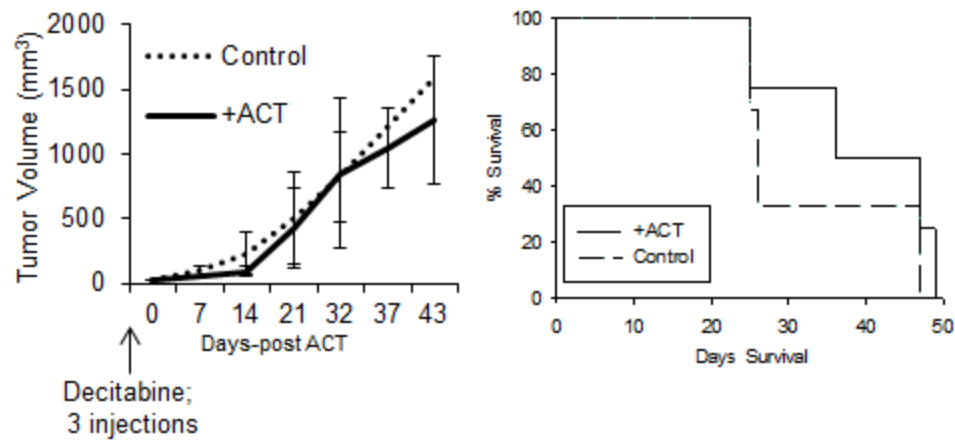 2000
1500
1000
500
0
Tumor Volume (mm³)
Control
+ACT
0 7 14 21 32 37 43
Days-post ACT
Decitabine;
3 injections
100
80
60
40
20
0
% Survival
+ACT
Control
0 10 20 30 40 50
Days Survival